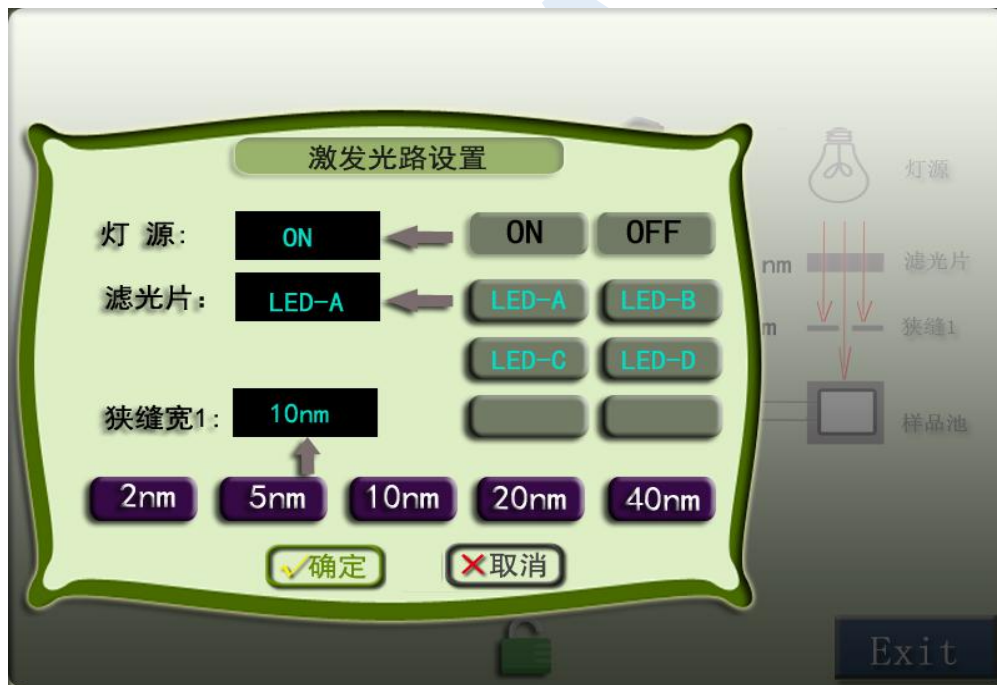 激发光路设置
灯 源: ON ON OFF
滤光片: LED-A LED-A LED-B
LED-C LED-D
狭缝宽1: 10nm
2nm 5nm 10nm 20nm 40nm
确定 取消
灯源
nm 滤光片
m 狭缝1
样品池
Exit